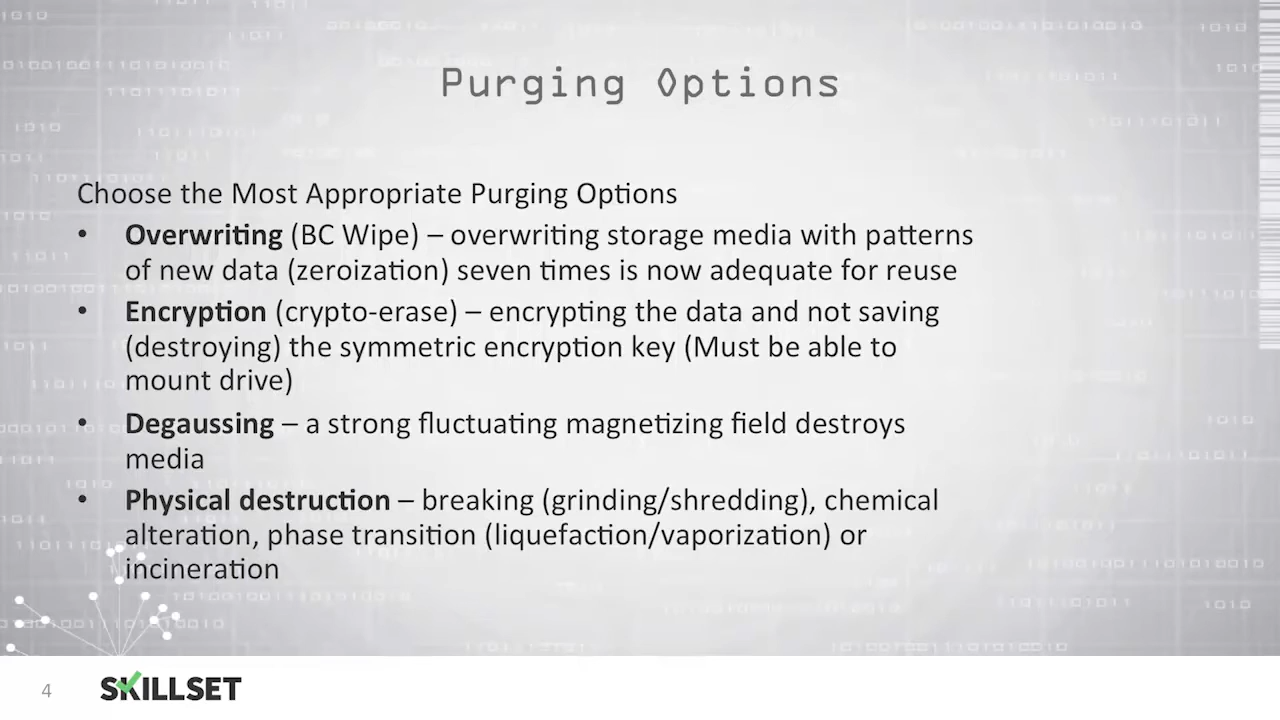 Purging Options
Choose the Most Appropriate Purging Options
• Overwriting (BC Wipe) – overwriting storage media with patterns
of new data (zeroization) seven times is now adequate for reuse
• Encryption (crypto-erase) – encrypting the data and not saving
(destroying) the symmetric encryption key (Must be able to
mount drive)
• Degaussing – a strong fluctuating magnetizing field destroys
media
• Physical destruction – breaking (grinding/shredding), chemical
alteration, phase transition (liquefaction/vaporization) or
incineration
4
SKILLSET